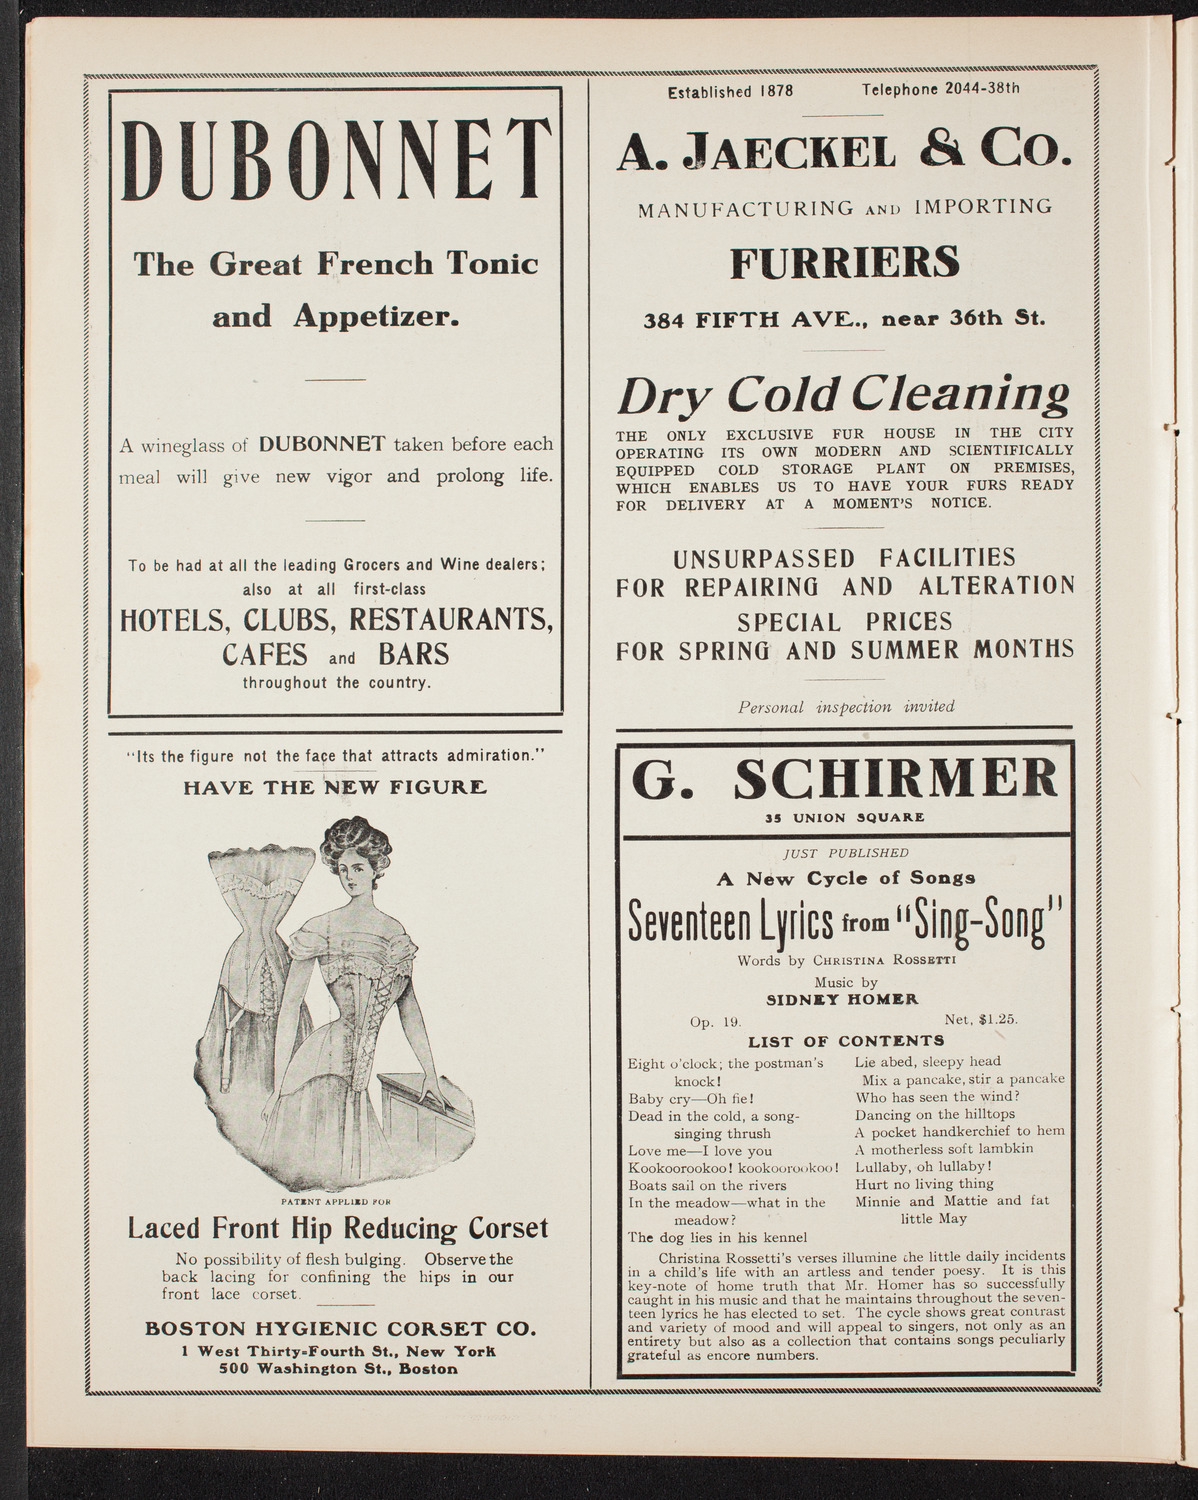 DUBONNET
The Great French Tonic
and Appetizer.
A wineglass of DUBONNET taken before each
meal will give new vigor and prolong life.
To be had at all the leading Grocers and Wine dealers;
also at all first-class
HOTELS, CLUBS, RESTAURANTS,
CAFES and BARS
throughout the country.
"Its the figure not the face that attracts admiration."
HAVE THE NEW FIGURE
PATENT APPLIED FOR
Laced Front Hip Reducing Corset
No possibility of flesh bulging. Observe the
back lacing for confining the hips in our
front lace corset.
BOSTON HYGIENIC CORSET CO.
1 West Thirty-Fourth St., New York
500 Washington St., Boston
Established 1878 Telephone 2044-38th
A. JAECKEL & CO.
MANUFACTURING AND IMPORTING
FURRIERS
384 FIFTH AVE., near 36th St.
Dry Cold Cleaning
THE ONLY EXCLUSIVE FUR HOUSE IN THE CITY
OPERATING ITS OWN MODERN AND SCIENTIFICALLY
EQUIPPED COLD STORAGE PLANT ON PREMISES,
WHICH ENABLES US TO HAVE YOUR FURS READY
FOR DELIVERY AT A MOMENT'S NOTICE.
UNSURPASSED FACILITIES
FOR REPAIRING AND ALTERATION
SPECIAL PRICES
FOR SPRING AND SUMMER MONTHS
Personal inspection invited
G. SCHIRMER
35 UNION SQUARE
JUST PUBLISHED
A New Cycle of Songs
Seventeen Lyrics from "Sing-Song"
Words by CHRISTINA ROSSETTI
Music by
SIDNEY HOMER
Op. 19. Net, $1.25.
LIST OF CONTENTS
Eight o'clock; the postman's
knock!
Baby cry—Oh fie!
Dead in the cold, a song-
singing thrush
Love me—I love you
Kookoorookoo! kookoorookoo!
Boats sail on the rivers
In the meadow—what in the
meadow?
The dog lies in his kennel
Lie abed, sleepy head
Mix a pancake, stir a pancake
Who has seen the wind?
Dancing on the hilltops
A pocket handkerchief to hem
A motherless soft lambkin
Lullaby, oh lullaby!
Hurt no living thing
Minnie and Mattie and fat
little May
Christina Rossetti's verses illumine the little daily incidents
in a child's life with an artless and tender poesy. It is this
key-note of home truth that Mr. Homer has so successfully
caught in his music and that he maintains throughout the seven-
teen lyrics he has elected to set. The cycle shows great contrast
and variety of mood and will appeal to singers, not only as an
entirety but also as a collection that contains songs peculiarly
grateful as encore numbers.